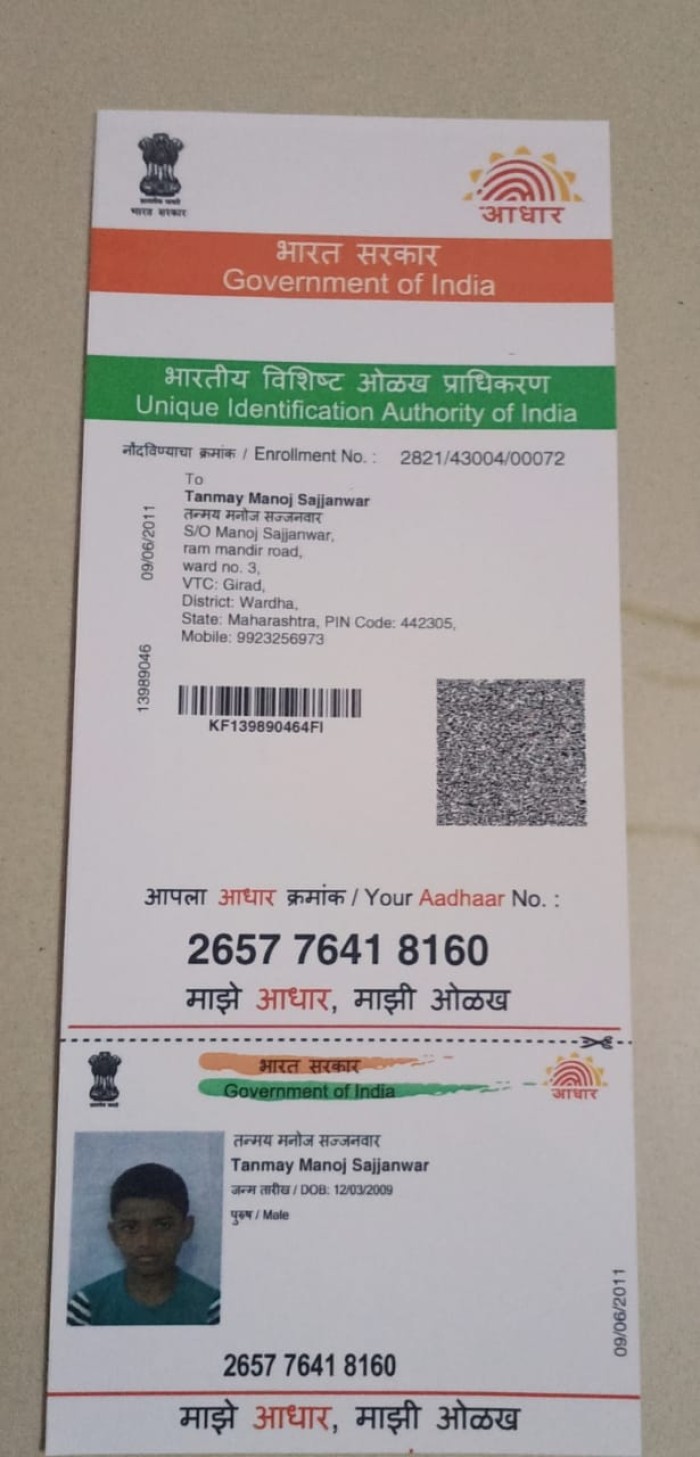 भारत सरकार
आधार
भारत सरकार
Government of India
भारतीय विशिष्ट ओळख प्राधिकरण
Unique Identification Authority of India
नोंदविण्याचा क्रमांक / Enrollment No. : 2821/43004/00072
To
Tanmay Manoj Sajjanwar
तन्मय मनोज सज्जनवार
S/O Manoj Sajjanwar,
ram mandir road,
ward no. 3,
VTC: Girad,
District: Wardha,
State: Maharashtra, PIN Code: 442305,
Mobile: 9923256973
09/06/2011
13989046
KF139890464FI
आपला आधार क्रमांक / Your Aadhaar No. :
2657 7641 8160
माझे आधार, माझी ओळख
भारत सरकार
Government of India
आधार
तन्मय मनोज सज्जनवार
Tanmay Manoj Sajjanwar
जन्म तारीख / DOB: 12/03/2009
पुरुष / Male
09/06/2011
2657 7641 8160
माझे आधार, माझी ओळख